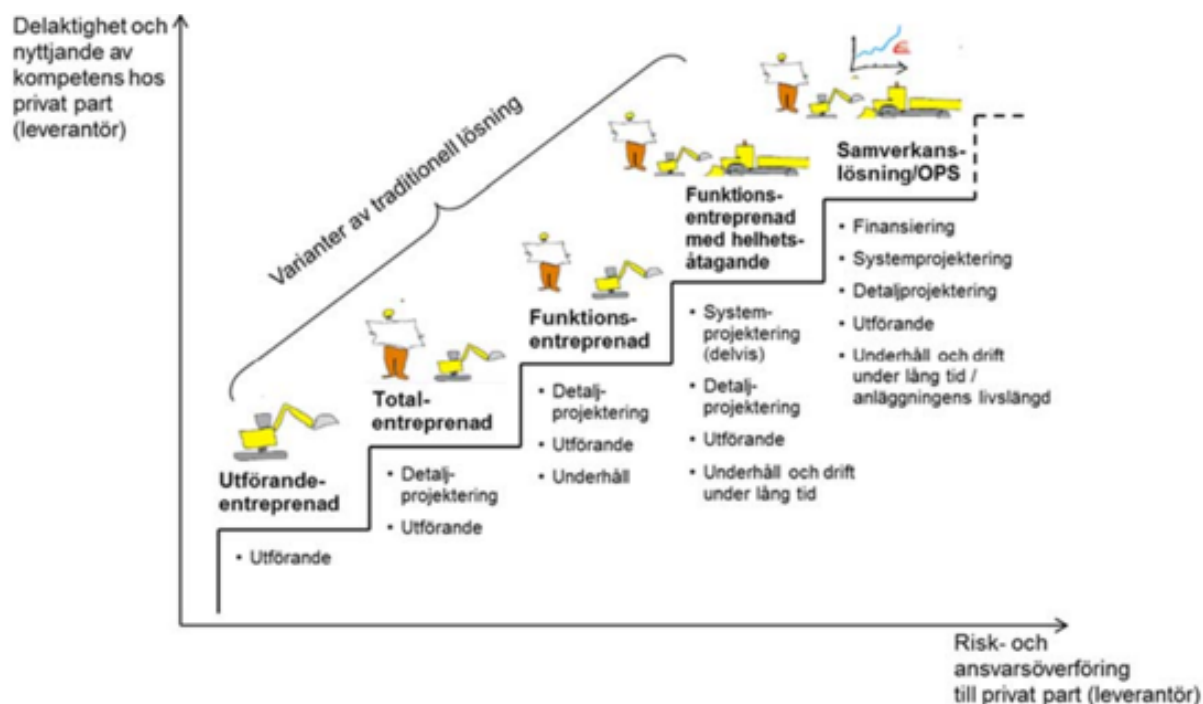 Delaktighet och
nyttjande av
kompetens hos
privat part
(leverantör)
Varianter av traditionell lösning
Utförande-
entreprenad
• Utförande
Total-
entreprenad
• Detalj-
projektering
• Utförande
Funktions-
entreprenad
• Detalj-
projektering
• Utförande
• Underhåll
Funktions-
entreprenad
med helhets-
åtagande
• System-
projektering
(delvis)
• Detalj-
projektering
• Utförande
• Underhåll och drift
under lång tid
Samverkans-
lösning/OPS
• Finansiering
• Systemprojektering
• Detaljprojektering
• Utförande
• Underhåll och drift
under lång tid /
anläggningens livslängd
Risk- och
ansvarsöverföring
till privat part (leverantör)